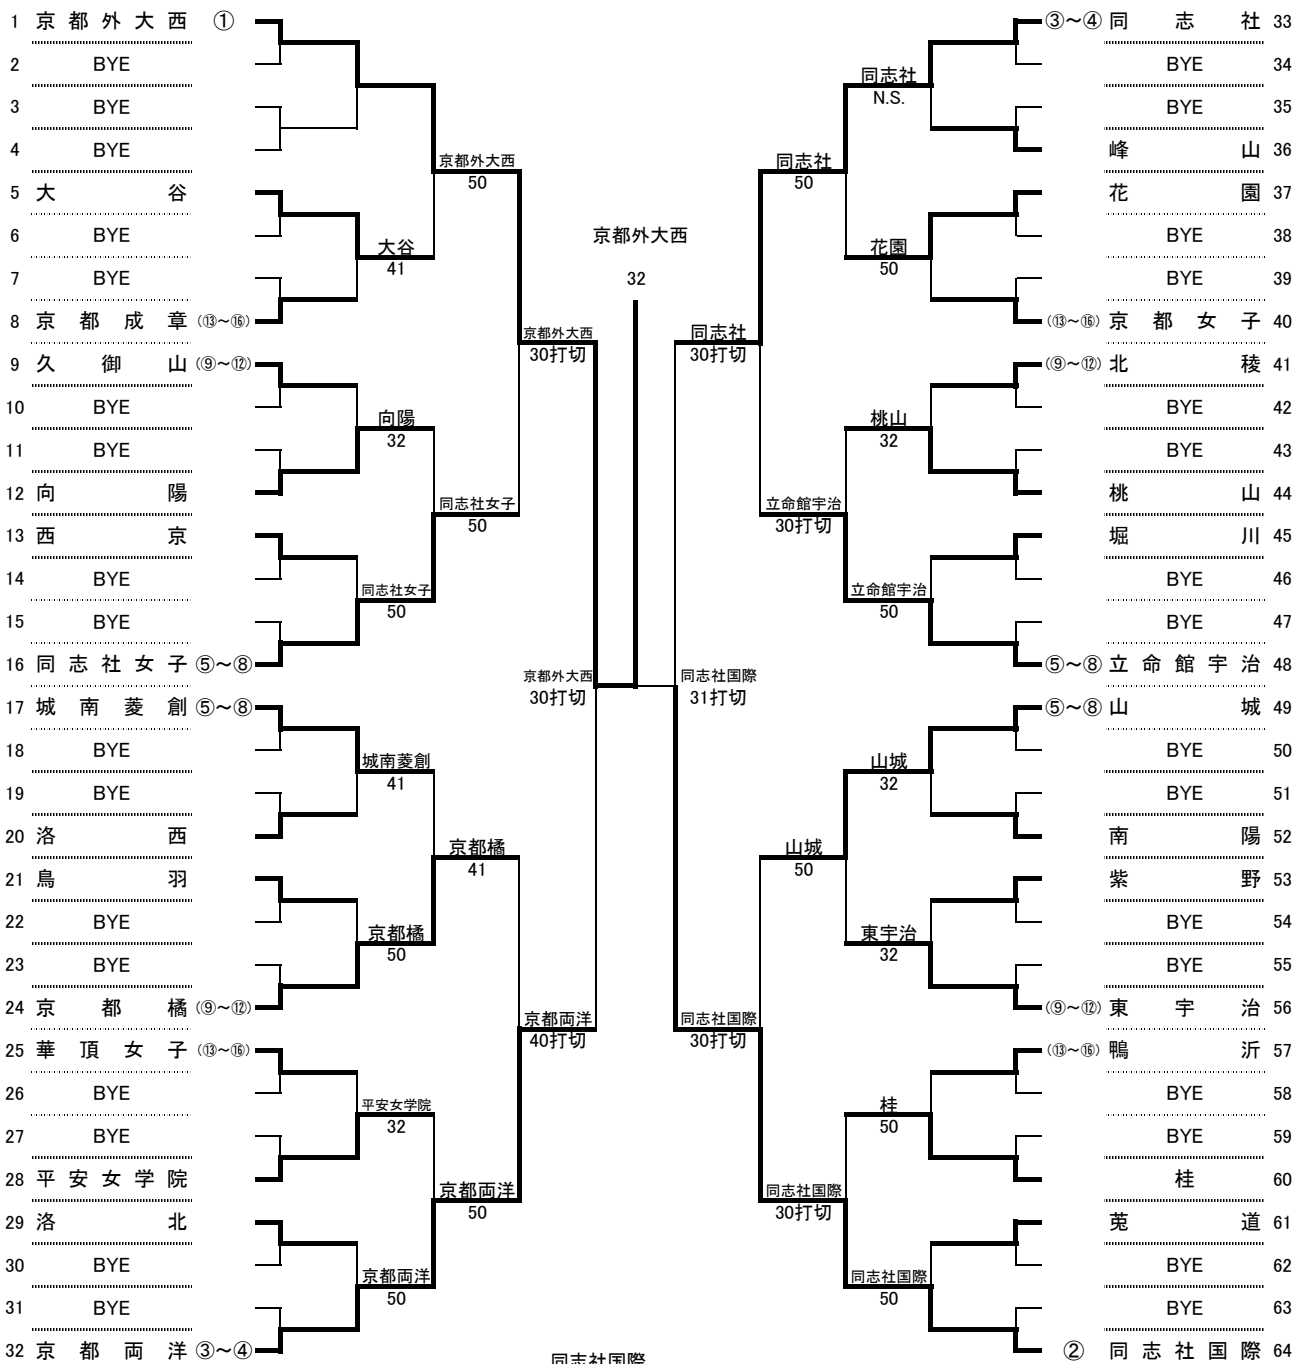 1 京都外大西 ①
2 BYE
3 BYE
4 BYE
5 大谷
6 BYE
7 BYE
8 京都成章 (⑬～⑯)
9 久御山 (⑨～⑫)
10 BYE
11 BYE
12 向陽
13 西京
14 BYE
15 BYE
16 同志社女子 ⑤～⑧
17 城南菱創 ⑤～⑧
18 BYE
19 BYE
20 洛西
21 鳥羽
22 BYE
23 BYE
24 京都橘 (⑨～⑫)
25 華頂女子 (⑬～⑯)
26 BYE
27 BYE
28 平安女学院
29 洛北
30 BYE
31 BYE
32 京都両洋 ③～④
大谷
41
向陽
32
同志社女子
50
城南菱創
41
京都橘
50
平安女学院
32
京都両洋
50
京都外大西
50
同志社女子
50
京都橘
41
京都両洋
50
京都外大西
30打切
京都両洋
40打切
京都外大西
30打切
京都外大西
32
同志社国際
31打切
同志社
30打切
同志社国際
30打切
同志社
50
立命館宇治
30打切
山城
50
同志社国際
30打切
同志社
N.S.
花園
50
桃山
32
立命館宇治
50
山城
32
東宇治
32
桂
50
同志社国際
50
③～④ 同志社 33
BYE 34
BYE 35
峰山 36
花園 37
BYE 38
BYE 39
(⑬～⑯) 京都女子 40
(⑨～⑫) 北稜 41
BYE 42
BYE 43
桃山 44
堀川 45
BYE 46
BYE 47
⑤～⑧ 立命館宇治 48
⑤～⑧ 山城 49
BYE 50
BYE 51
南陽 52
紫野 53
BYE 54
BYE 55
(⑨～⑫) 東宇治 56
(⑬～⑯) 鴨沂 57
BYE 58
BYE 59
桂 60
莵道 61
BYE 62
BYE 63
② 同志社国際 64
同志社国際